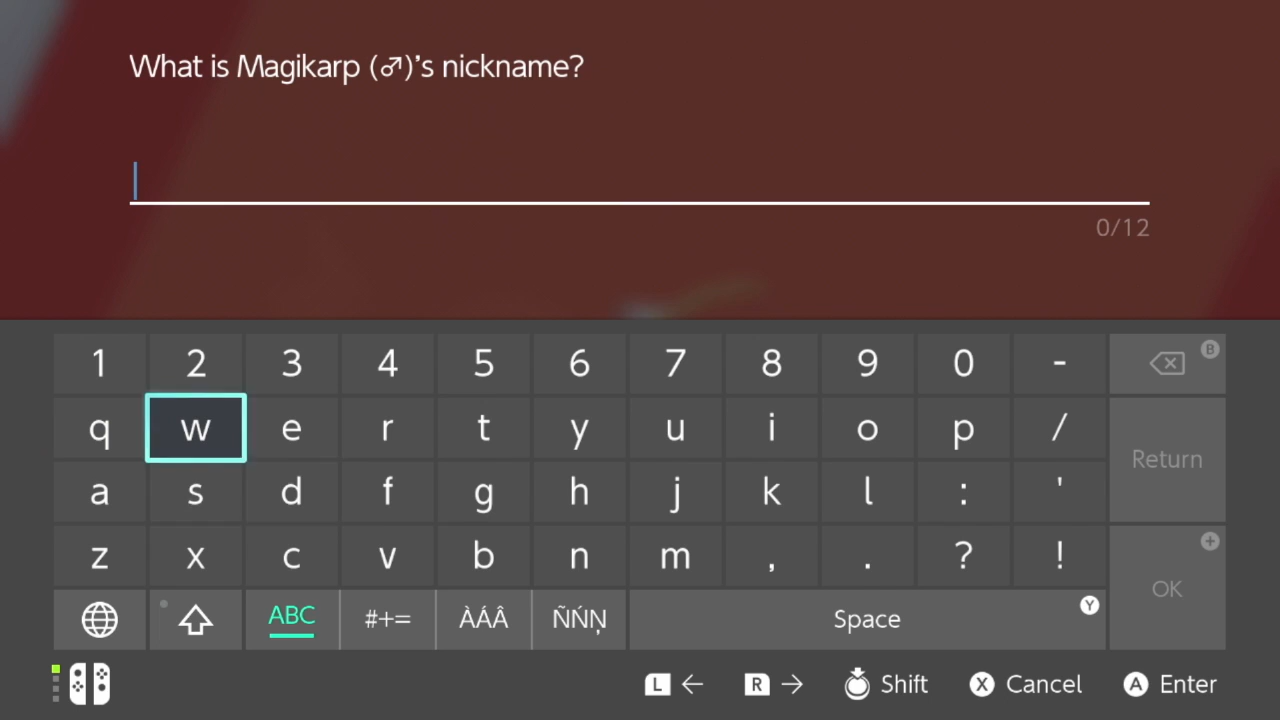 What is Magikarp (♂)'s nickname?
0/12
1 2 3 4 5 6 7 8 9 0 - B
q w e r t y u i o p / Return
a s d f g h j k l : '
z x c v b n m , . ? ! + OK
ABC #+= ÀÁÂ ÑŃŅ Space Y
L ← R → Shift X Cancel A Enter